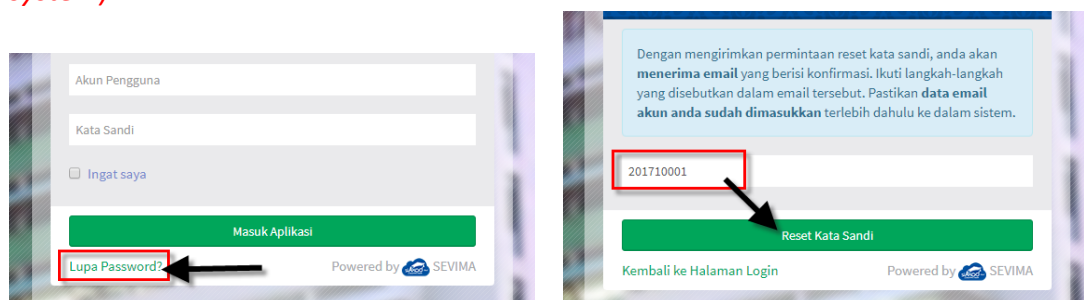 Akun Pengguna
Kata Sandi
Ingat saya
Masuk Aplikasi
Lupa Password?
Powered by SEVIMA
Dengan mengirimkan permintaan reset kata sandi, anda akan
menerima email yang berisi konfirmasi. Ikuti langkah-langkah
yang disebutkan dalam email tersebut. Pastikan data email
akun anda sudah dimasukkan terlebih dahulu ke dalam sistem.
201710001
Reset Kata Sandi
Kembali ke Halaman Login
Powered by SEVIMA